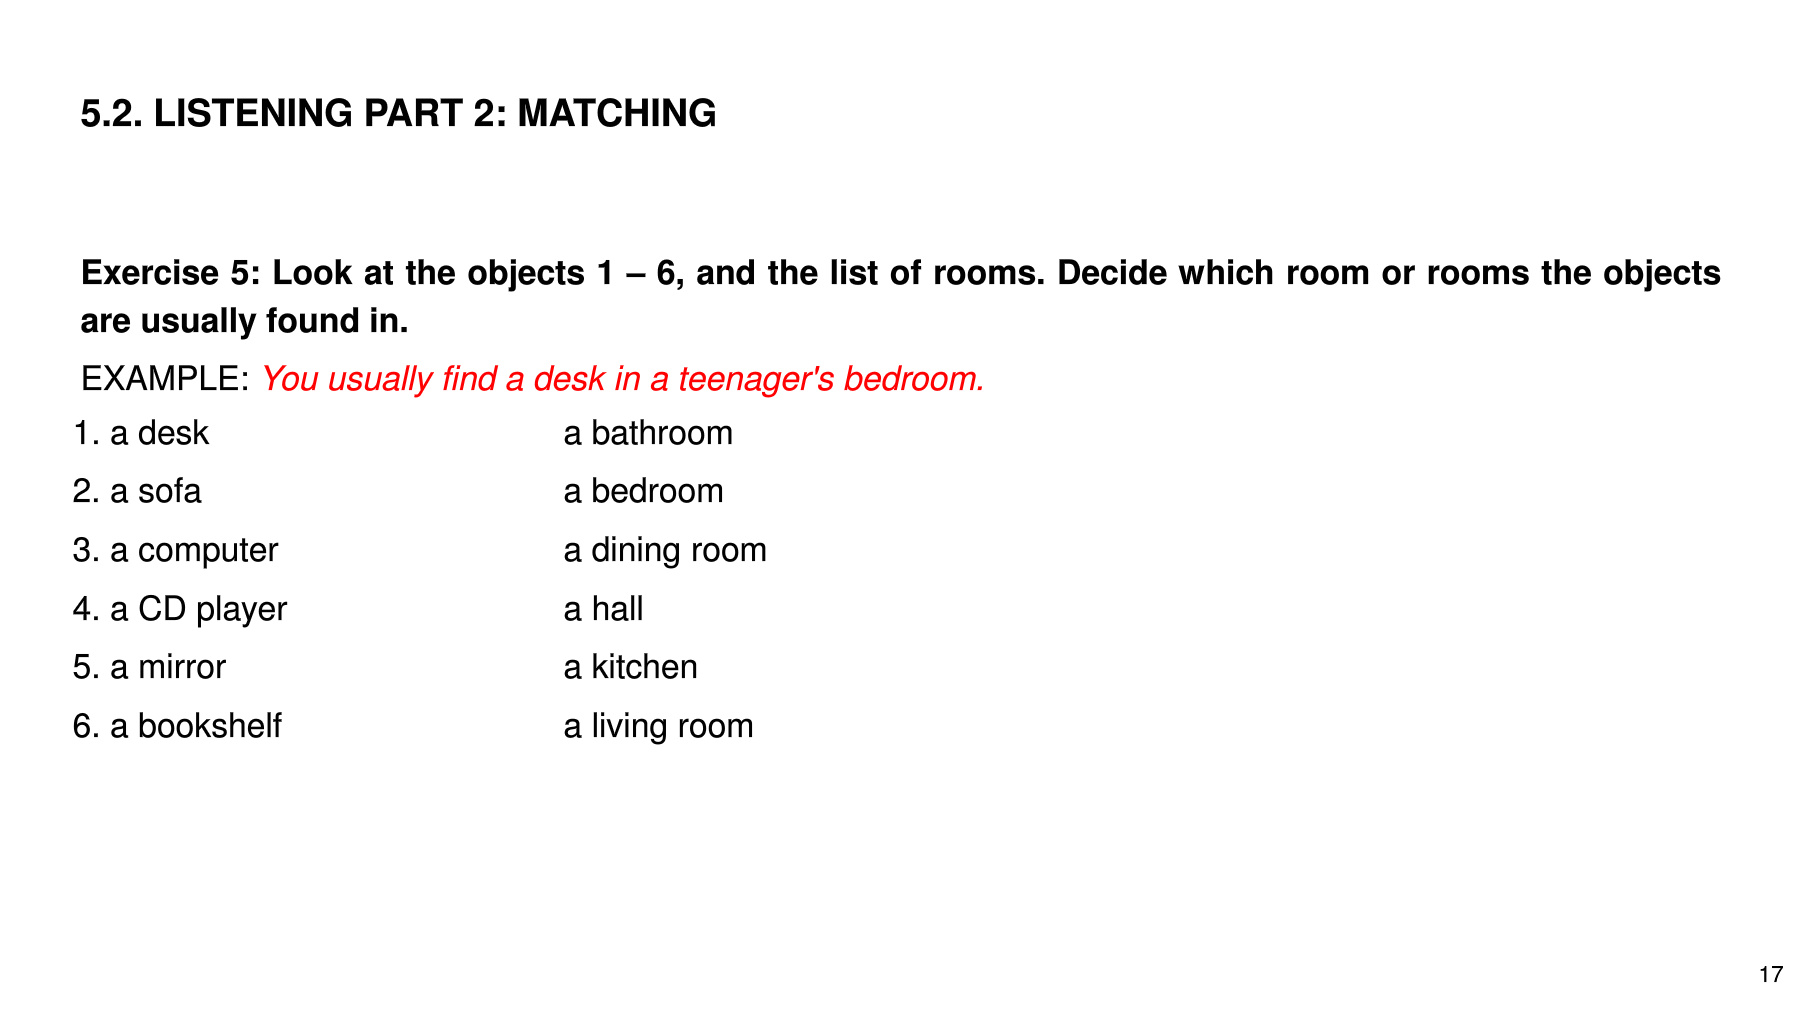 5.2. LISTENING PART 2: MATCHING
Exercise 5: Look at the objects 1 – 6, and the list of rooms. Decide which room or rooms the objects
are usually found in.
EXAMPLE: You usually find a desk in a teenager's bedroom.
1. a desk a bathroom
2. a sofa a bedroom
3. a computer a dining room
4. a CD player a hall
5. a mirror a kitchen
6. a bookshelf a living room
17